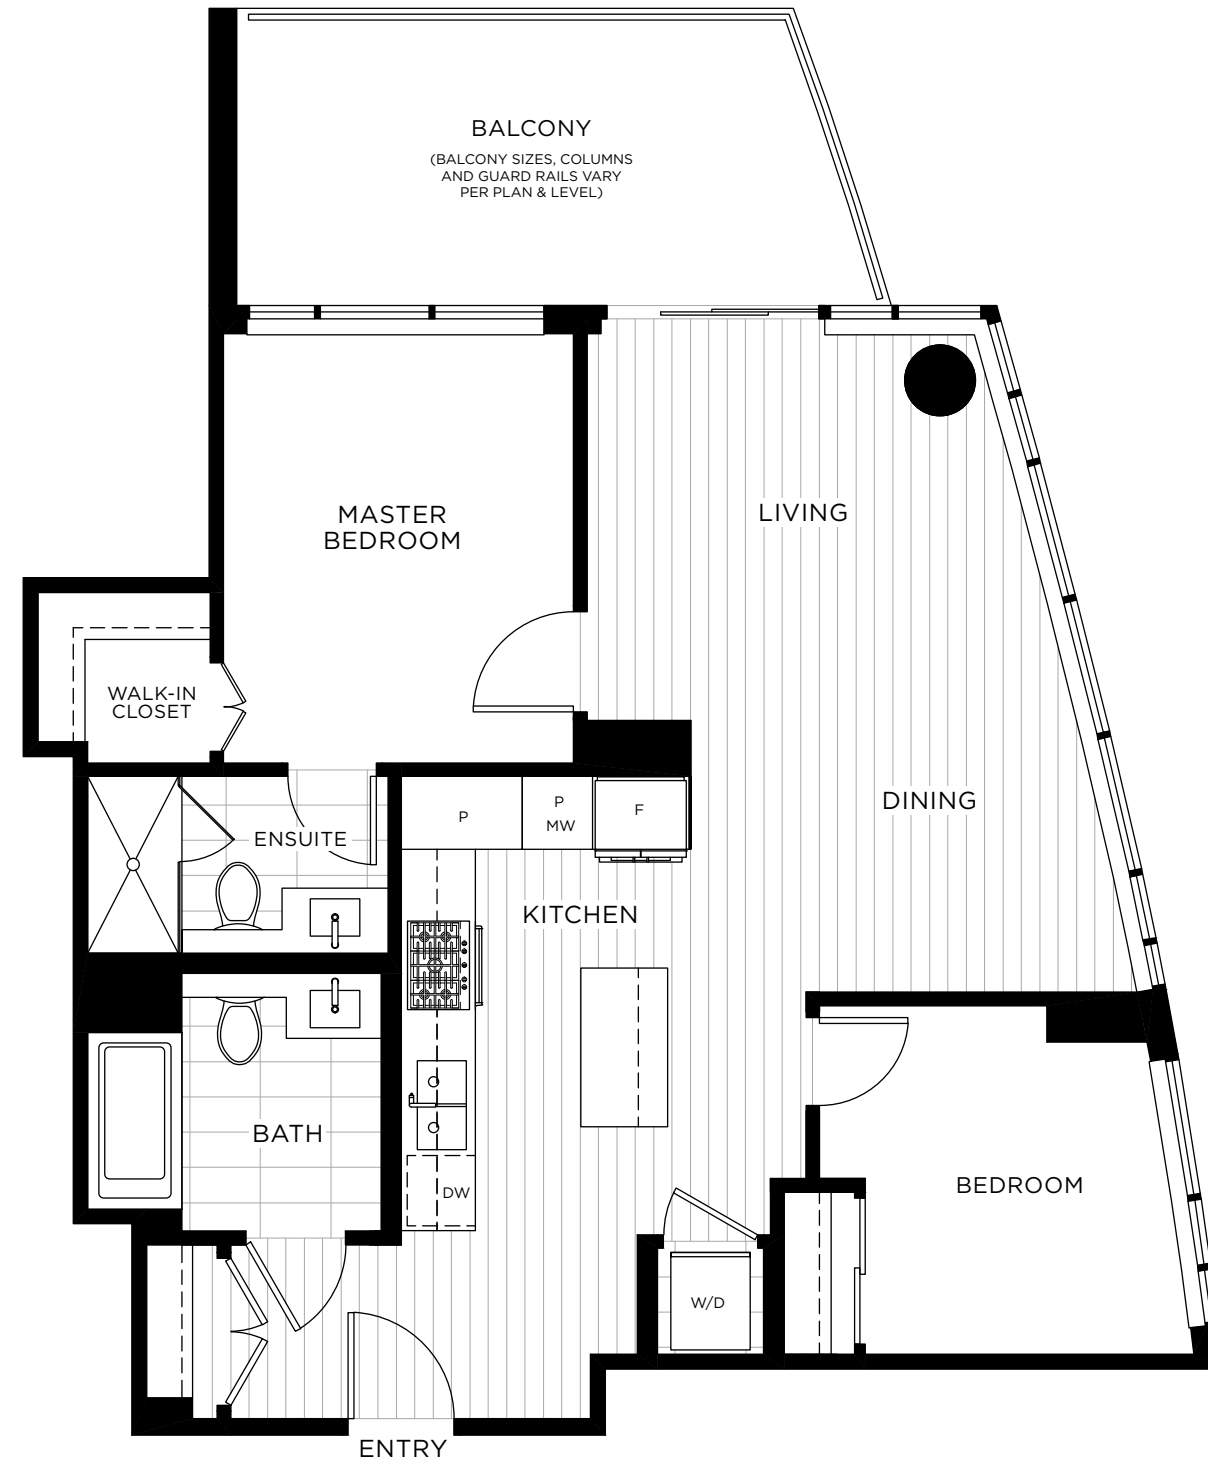 BALCONY
(BALCONY SIZES, COLUMNS
AND GUARD RAILS VARY
PER PLAN & LEVEL)
MASTER
BEDROOM
LIVING
WALK-IN
CLOSET
DINING
P
P
MW
F
ENSUITE
KITCHEN
BATH
DW
BEDROOM
W/D
ENTRY